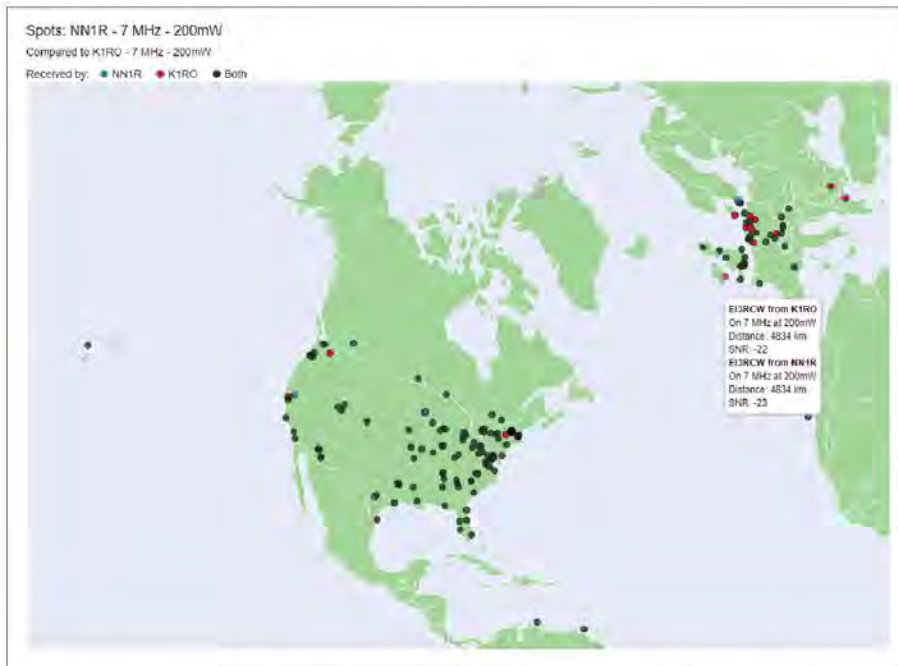 Spots: NN1R - 7 MHz - 200mW
Compared to K1RO - 7 MHz - 200mW
Received by: NN1R K1RO Both
EI3RCW from K1RO
On 7 MHz at 200mW
Distance: 4834 km
SNR: -22
EI3RCW from NN1R
On 7 MHz at 200mW
Distance: 4834 km
SNR: -23